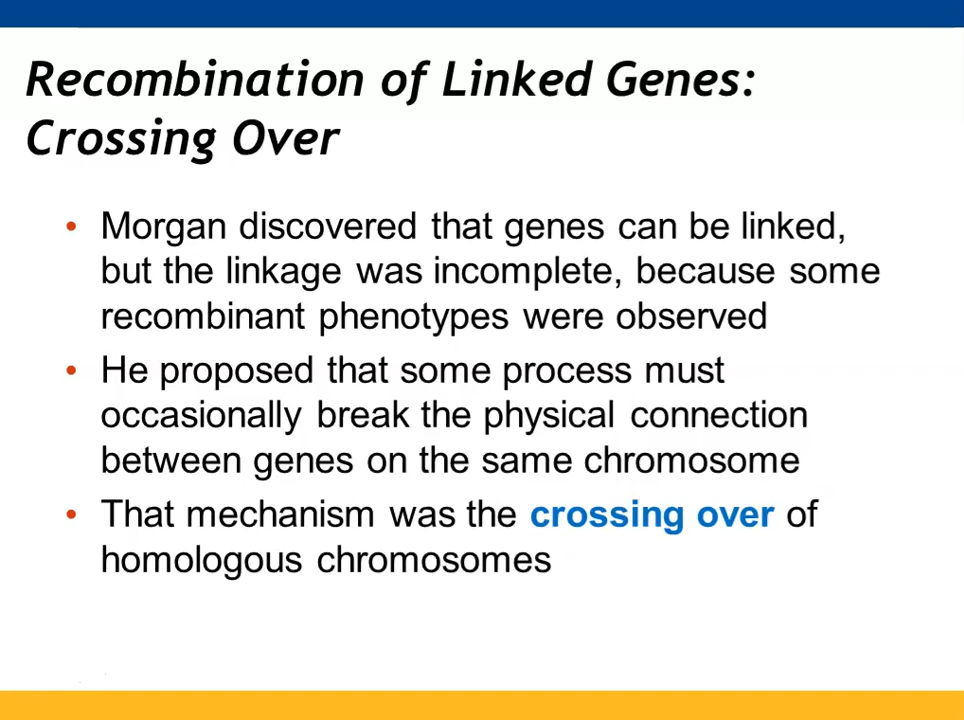 Recombination of Linked Genes:
Crossing Over
• Morgan discovered that genes can be linked,
but the linkage was incomplete, because some
recombinant phenotypes were observed
• He proposed that some process must
occasionally break the physical connection
between genes on the same chromosome
• That mechanism was the crossing over of
homologous chromosomes